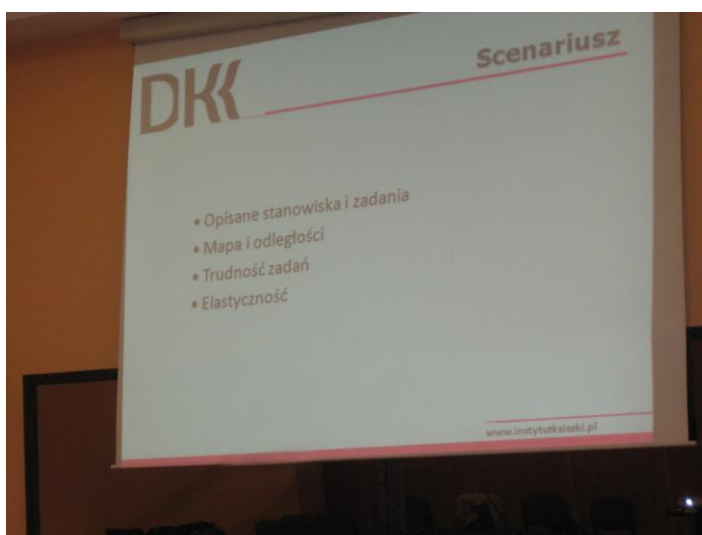 Scenariusz
DKK
• Opisane stanowiska i zadania
• Mapa i odległości
• Trudność zadań
• Elastyczność
www.instytutksiazki.pl